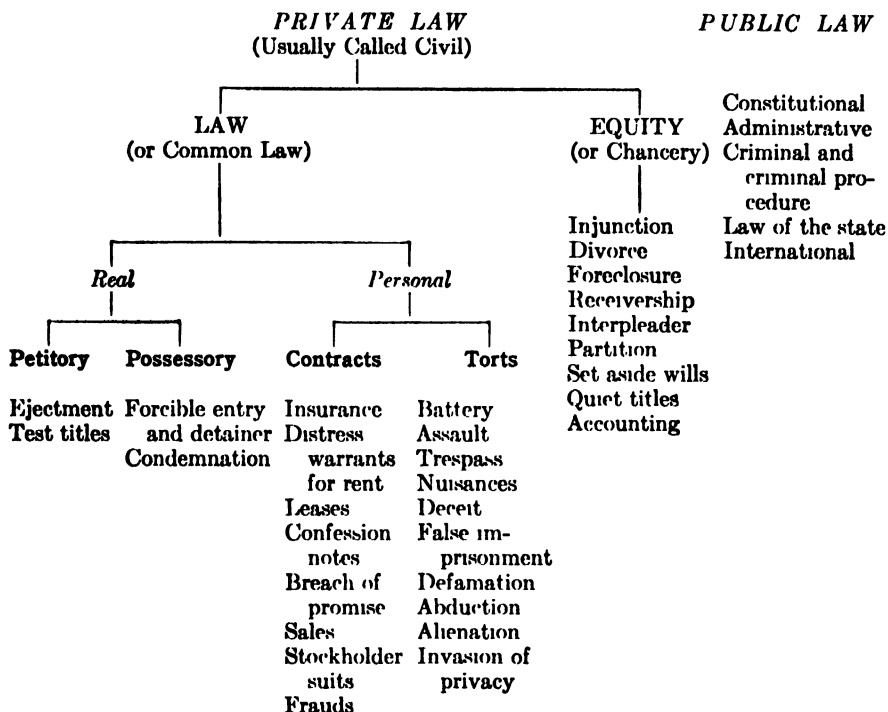 PRIVATE LAW
(Usually Called Civil)
PUBLIC LAW
LAW
(or Common Law)
EQUITY
(or Chancery)
Constitutional
Administrative
Criminal and
criminal pro-
cedure
Law of the state
International
Injunction
Divorce
Foreclosure
Receivership
Interpleader
Partition
Set aside wills
Quiet titles
Accounting
Real
Personal
Petitory
Possessory
Contracts
Torts
Ejectment
Test titles
Forcible entry
and detainer
Condemnation
Insurance
Distress
warrants
for rent
Leases
Confession
notes
Breach of
promise
Sales
Stockholder
suits
Frauds
Battery
Assault
Trespass
Nuisances
Deceit
False im-
prisonment
Defamation
Abduction
Alienation
Invasion of
privacy